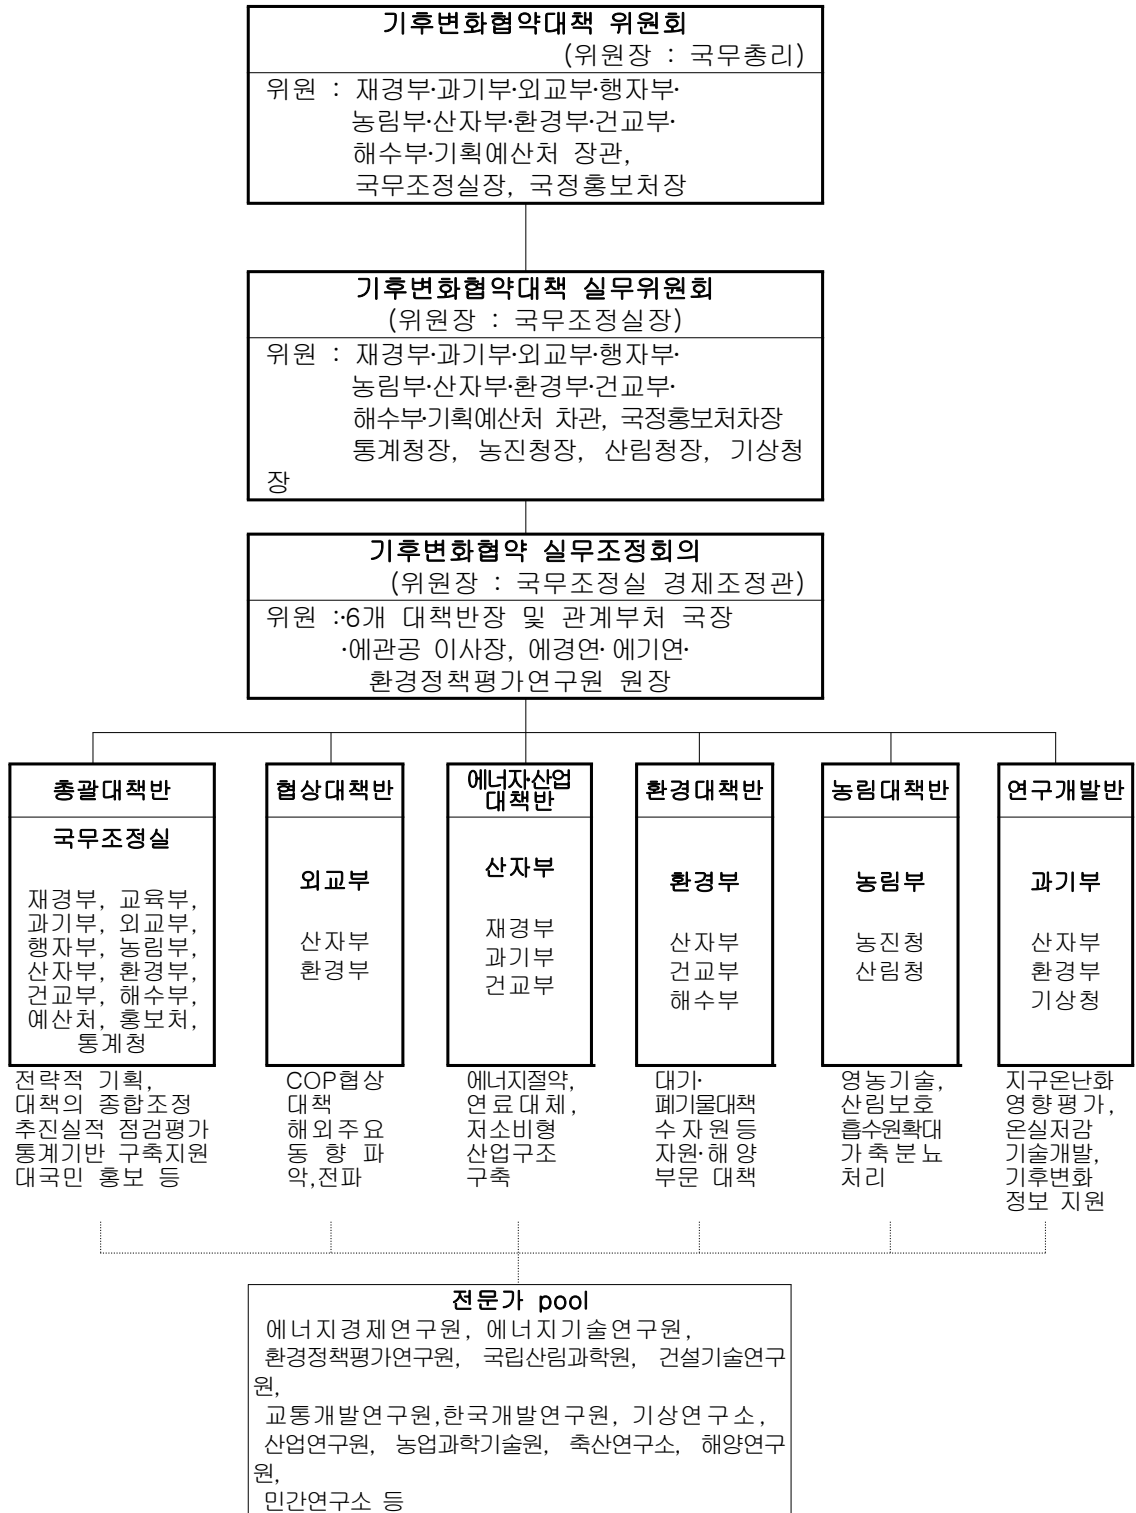 기후변화협약대책 위원회
(위원장 : 국무총리)
위원 : 재경부·과기부·외교부·행자부·
농림부·산자부·환경부·건교부·
해수부·기획예산처 장관,
국무조정실장, 국정홍보처장
기후변화협약대책 실무위원회
(위원장 : 국무조정실장)
위원 : 재경부·과기부·외교부·행자부·
농림부·산자부·환경부·건교부·
해수부·기획예산처 차관, 국정홍보처차장
통계청장, 농진청장, 산림청장, 기상청
장
기후변화협약 실무조정회의
(위원장 : 국무조정실 경제조정관)
위원 :·6개 대책반장 및 관계부처 국장
·에관공 이사장, 에경연·에기연·
환경정책평가연구원 원장
총괄대책반
국무조정실
재경부, 교육부,
과기부, 외교부,
행자부, 농림부,
산자부, 환경부,
건교부, 해수부,
예산처, 홍보처,
통계청
전략적 기획,
대책의 종합조정
추진실적 점검평가
통계기반 구축지원
대국민 홍보 등
협상대책반
외교부
산자부
환경부
COP협상
대책
해외주요
동향파
악,전파
에너지·산업
대책반
산자부
재경부
과기부
건교부
에너지절약,
연료대체,
저소비형
산업구조
구축
환경대책반
환경부
산자부
건교부
해수부
대기·
폐기물대책
수자원등
자원·해양
부문 대책
농림대책반
농림부
농진청
산림청
영농기술,
산림보호
흡수원확대
가축분뇨
처리
연구개발반
과기부
산자부
환경부
기상청
지구온난화
영향평가,
온실저감
기술개발,
기후변화
정보 지원
전문가 pool
에너지경제연구원, 에너지기술연구원,
환경정책평가연구원, 국립산림과학원, 건설기술연구
원,
교통개발연구원,한국개발연구원, 기상연구소,
산업연구원, 농업과학기술원, 축산연구소, 해양연구
원,
민간연구소 등